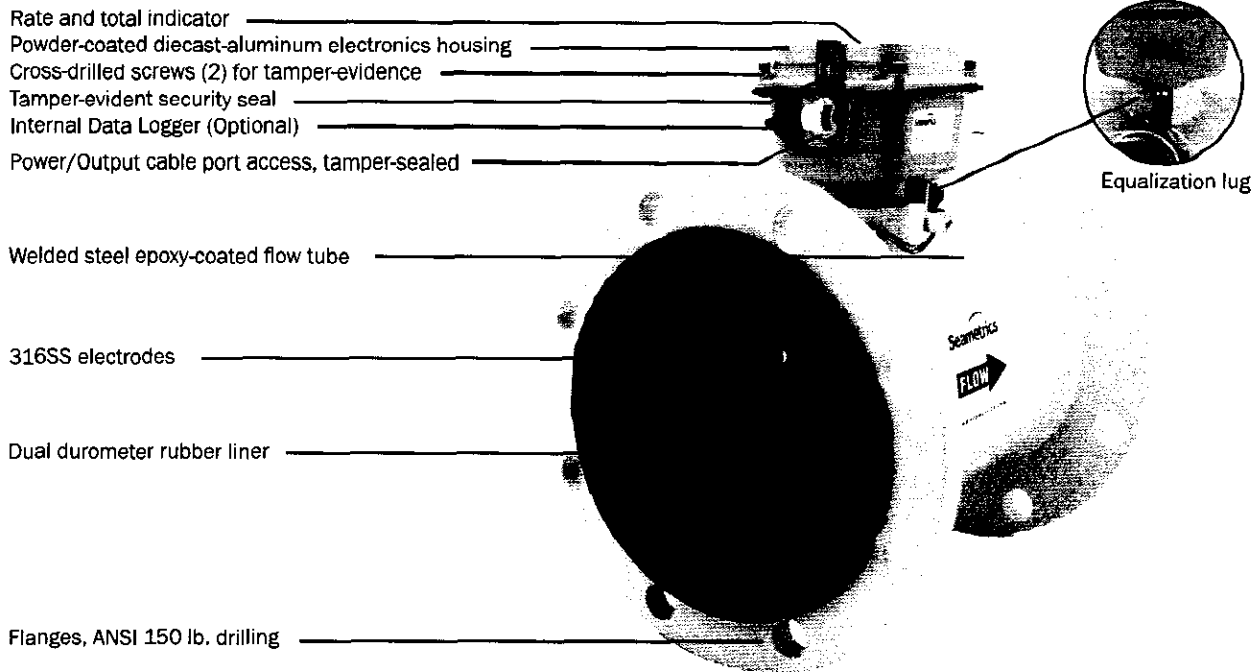 Rate and total indicator
Powder-coated diecast-aluminum electronics housing
Cross-drilled screws (2) for tamper-evidence
Tamper-evident security seal
Internal Data Logger (Optional)
Power/Output cable port access, tamper-sealed
Equalization lug
Welded steel epoxy-coated flow tube
Seametrics
316SS electrodes
FLOW
Dual durometer rubber liner
Flanges, ANSI 150 lb. drilling